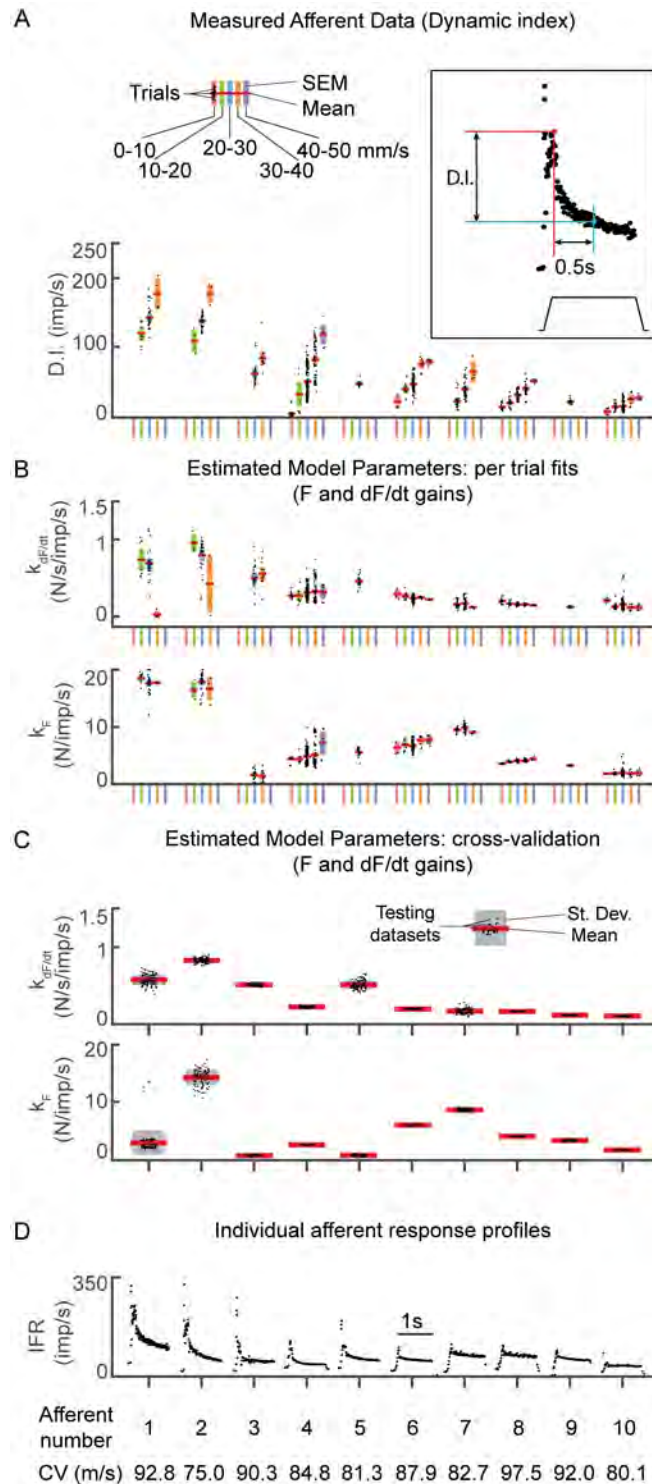 A Measured Afferent Data (Dynamic index)
Trials
SEM
Mean
0-10
10-20
20-30
30-40
40-50 mm/s
D.I.
0.5s
D.I. (imp/s)
250
200
100
0
B Estimated Model Parameters: per trial fits
(F and dF/dt gains)
k dF/dt
(N/s/imp/s)
1.5
1
0
k F
(N/imp/s)
20
10
0
C Estimated Model Parameters: cross-validation
(F and dF/dt gains)
Testing
datasets
St. Dev.
Mean
k dF/dt
(N/s/imp/s)
1.5
1
0
k F
(N/imp/s)
20
10
0
D Individual afferent response profiles
IFR
(imp/s)
350
0
1s
Afferent
number
1 2 3 4 5 6 7 8 9 10
CV (m/s) 92.8 75.0 90.3 84.8 81.3 87.9 82.7 97.5 92.0 80.1